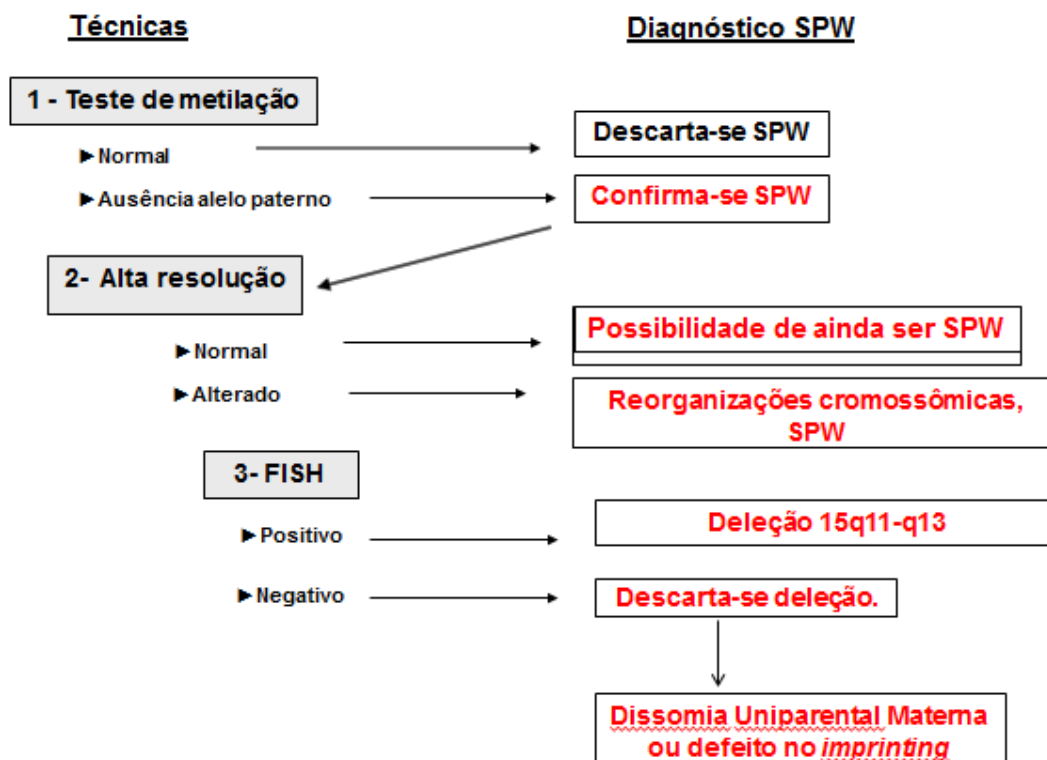 Técnicas
Diagnóstico SPW
1 - Teste de metilação
Descarta-se SPW
►Normal
►Ausência alelo paterno
Confirma-se SPW
2- Alta resolução
Possibilidade de ainda ser SPW
►Normal
►Alterado
Reorganizações cromossômicas,
SPW
3- FISH
Deleção 15q11-q13
►Positivo
►Negativo
Descarta-se deleção.
Dissomia Uniparental Materna
ou defeito no imprinting